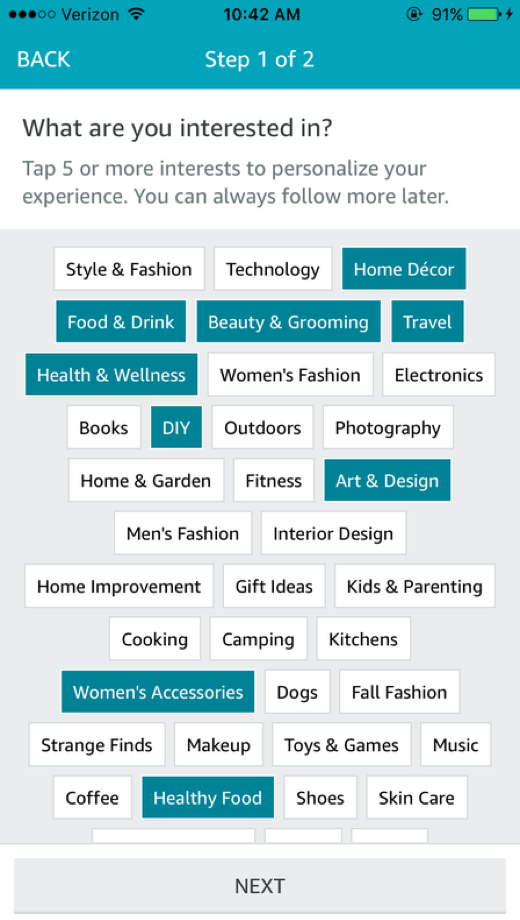 Verizon 10:42 AM 91%
BACK Step 1 of 2
What are you interested in?
Tap 5 or more interests to personalize your
experience. You can always follow more later.
Style & Fashion Technology Home Décor
Food & Drink Beauty & Grooming Travel
Health & Wellness Women's Fashion Electronics
Books DIY Outdoors Photography
Home & Garden Fitness Art & Design
Men's Fashion Interior Design
Home Improvement Gift Ideas Kids & Parenting
Cooking Camping Kitchens
Women's Accessories Dogs Fall Fashion
Strange Finds Makeup Toys & Games Music
Coffee Healthy Food Shoes Skin Care
NEXT